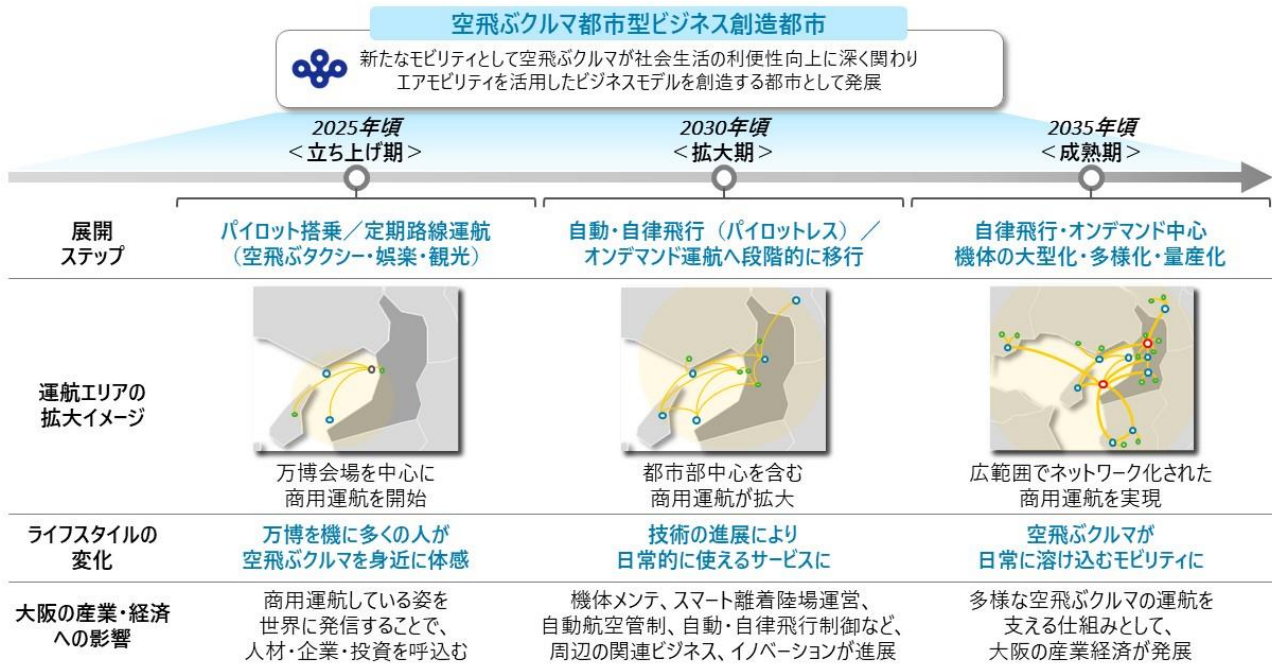 空飛ぶクルマ都市型ビジネス創造都市
新たなモビリティとして空飛ぶクルマが社会生活の利便性向上に深く関わり
エアモビリティを活用したビジネスモデルを創造する都市として発展
2025年頃
＜立ち上げ期＞
2030年頃
＜拡大期＞
2035年頃
＜成熟期＞
展開
ステップ
パイロット搭乗／定期路線運航
（空飛ぶタクシー・娯楽・観光）
自動・自律飛行（パイロットレス）／
オンデマンド運航へ段階的に移行
自律飛行・オンデマンド中心
機体の大型化・多様化・量産化
運航エリアの
拡大イメージ
万博会場を中心に
商用運航を開始
都市部中心を含む
商用運航が拡大
広範囲でネットワーク化された
商用運航を実現
ライフスタイルの
変化
万博を機に多くの人が
空飛ぶクルマを身近に体感
技術の進展により
日常的に使えるサービスに
空飛ぶクルマが
日常に溶け込むモビリティに
大阪の産業・経済
への影響
商用運航している姿を
世界に発信することで、
人材・企業・投資を呼込む
機体メンテ、スマート離着陸場運営、
自動航空管制、自動・自律飛行制御など、
周辺の関連ビジネス、イノベーションが進展
多様な空飛ぶクルマの運航を
支える仕組みとして、
大阪の産業経済が発展